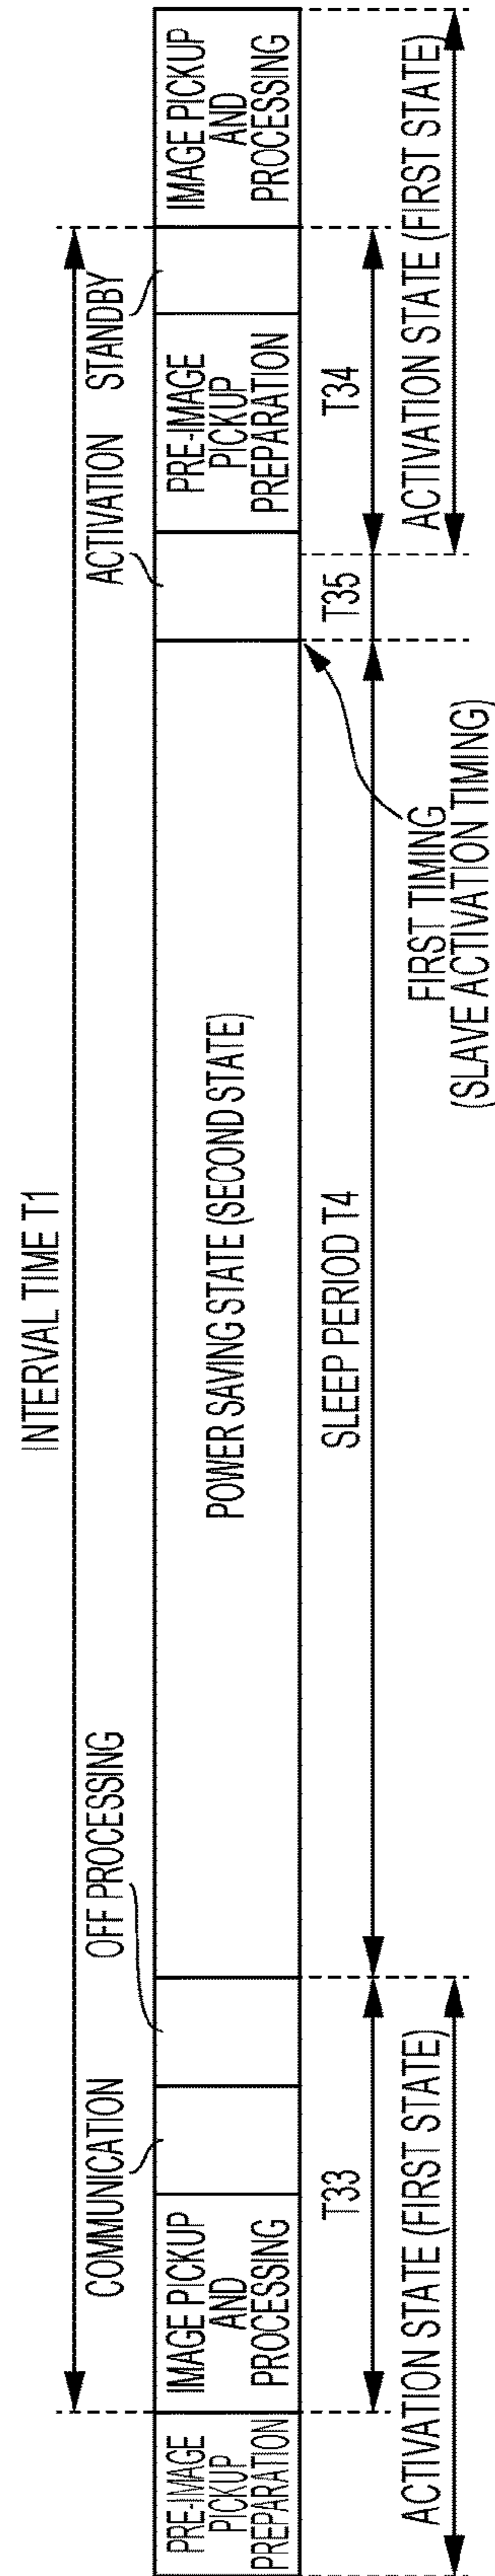 INTERVAL TIME T1
COMMUNICATION
OFF PROCESSING
ACTIVATION
STANDBY
PRE-IMAGE
PICKUP
PREPARATION
IMAGE PICKUP
AND
PROCESSING
POWER SAVING STATE (SECOND STATE)
PRE-IMAGE
PICKUP
PREPARATION
IMAGE PICKUP
AND
PROCESSING
T33
SLEEP PERIOD T4
T35
T34
ACTIVATION STATE (FIRST STATE)
FIRST TIMING
(SLAVE ACTIVATION TIMING)
ACTIVATION STATE (FIRST STATE)